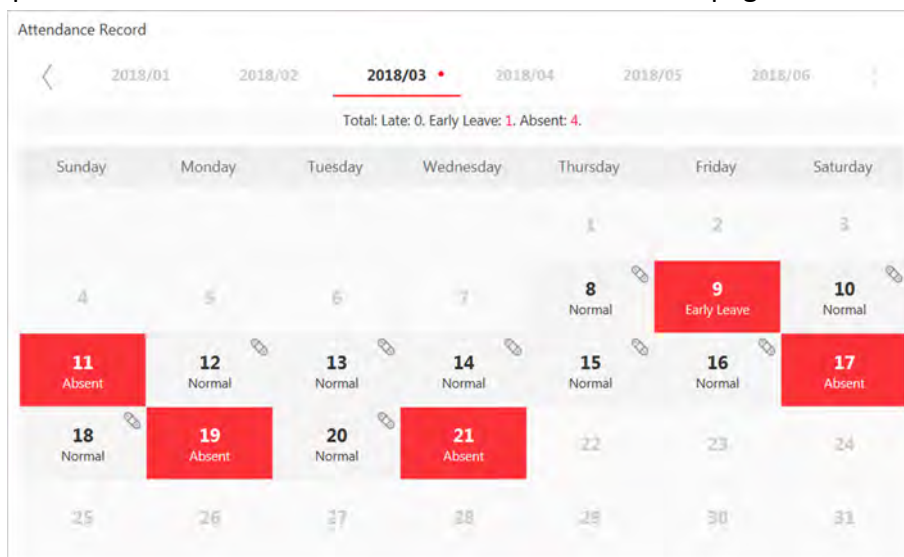 Attendance Record
2018/01 2018/02 2018/03 2018/04 2018/05 2018/06
Total: Late: 0. Early Leave: 1. Absent: 4.
Sunday Monday Tuesday Wednesday Thursday Friday Saturday
1 2 3
4 5 6 7 8 9 10
Normal Early Leave Normal
11 12 13 14 15 16 17
Absent Normal Normal Normal Normal Normal Absent
18 19 20 21 22 23 24
Normal Absent Normal Absent
25 26 27 28 29 30 31